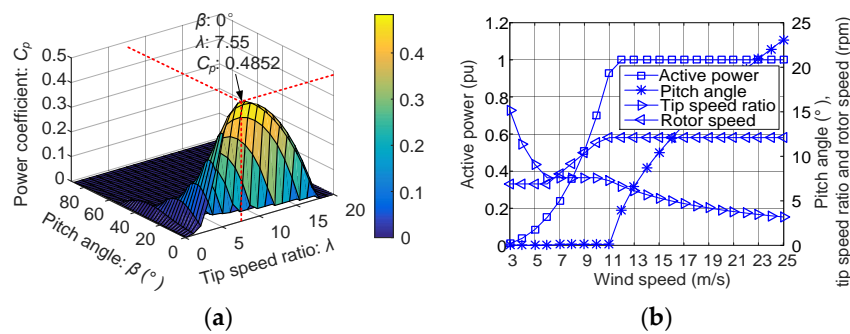 (a)
β: 0°
λ: 7.55
Cp: 0.4852
Power coefficient: Cp
0.5
0.4
0.3
0.2
0.1
0
80
60
40
20
0
Pitch angle: β (°)
0
5
10
15
20
Tip speed ratio: λ
0.4
0.3
0.2
0.1
0
(b)
Active power (pu)
1.2
1
0.8
0.6
0.4
0.2
0
Active power
Pitch angle
Tip speed ratio
Rotor speed
25
20
15
10
5
0
Pitch angle (°),
tip speed ratio and rotor speed (rpm)
3 5 7 9 11 13 15 17 19 21 23 25
Wind speed (m/s)